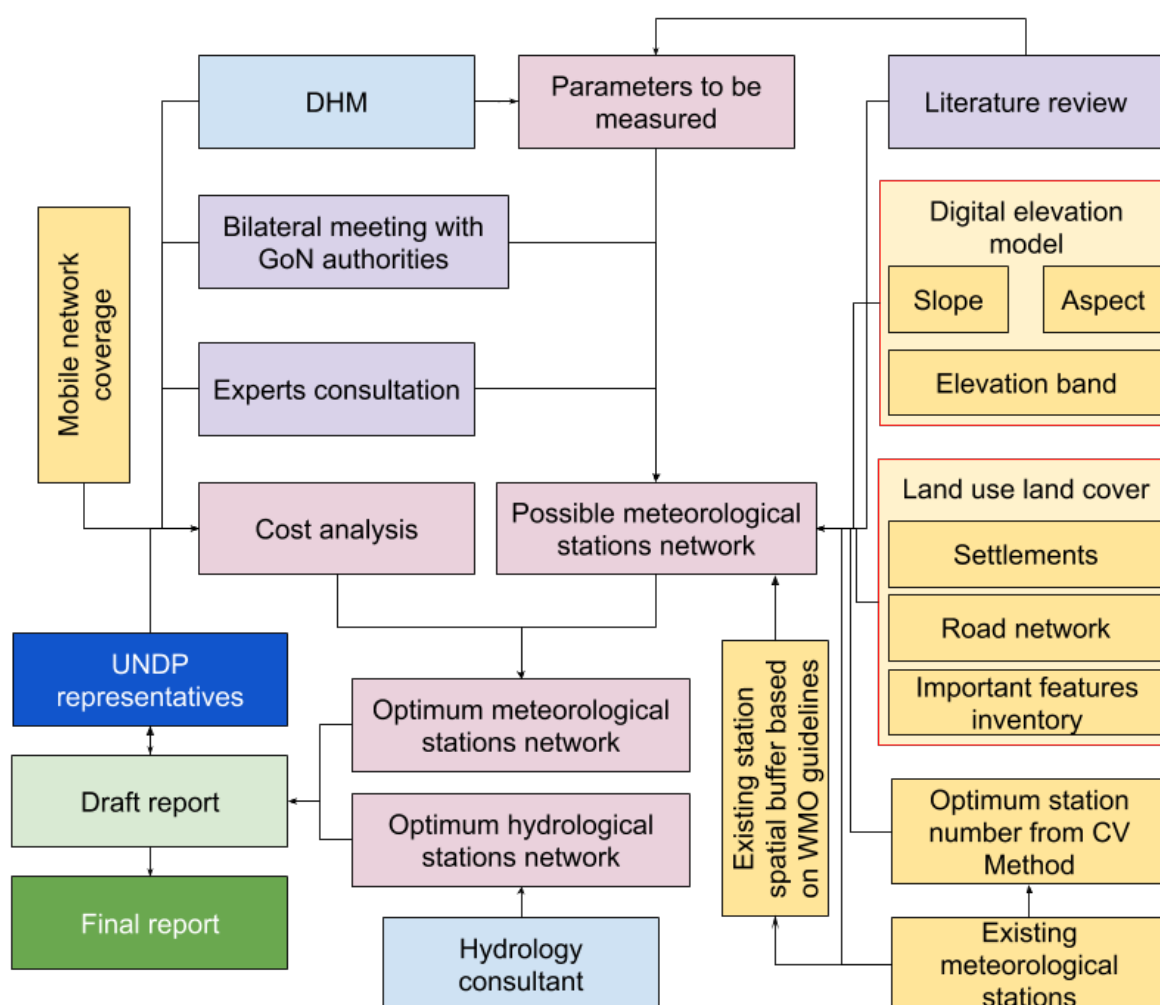 DHM
Parameters to be
measured
Literature review
Bilateral meeting with
GoN authorities
Digital elevation
model
Slope
Aspect
Elevation band
Mobile network
coverage
Experts consultation
Land use land cover
Settlements
Road network
Important features
inventory
Cost analysis
Possible meteorological
stations network
UNDP
representatives
Optimum meteorological
stations network
Existing station
spatial buffer based
on WMO guidelines
Draft report
Optimum hydrological
stations network
Optimum station
number from CV
Method
Final report
Hydrology
consultant
Existing
meteorological
stations